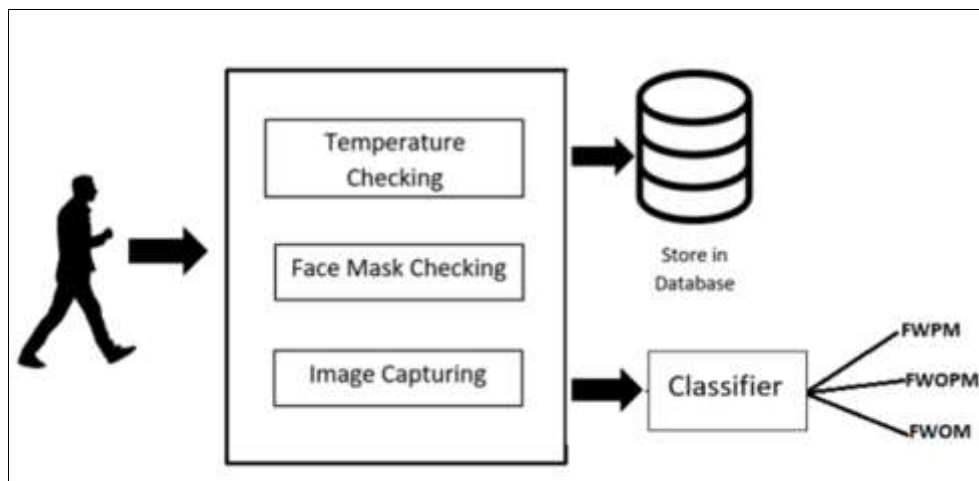 Temperature
Checking
Face Mask Checking
Image Capturing
Store in
Database
Classifier
FWPM
FWOPM
FWOM